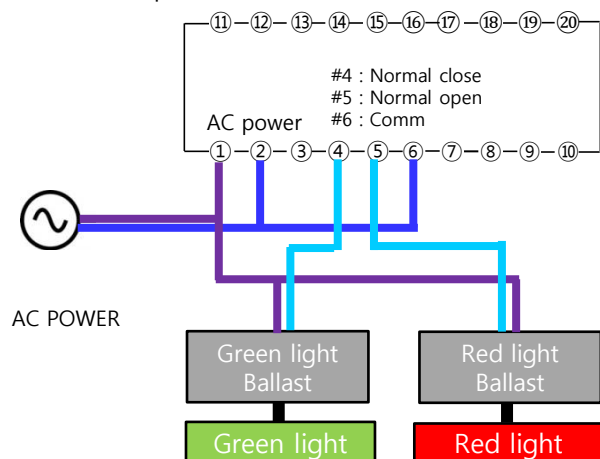 ⑪ ⑫ ⑬ ⑭ ⑮ ⑯ ⑰ ⑱ ⑲ ⑳
#4 : Normal close
#5 : Normal open
#6 : Comm
AC power
① ② ③ ④ ⑤ ⑥ ⑦ ⑧ ⑨ ⑩
AC POWER
Green light
Ballast
Red light
Ballast
Green light
Red light